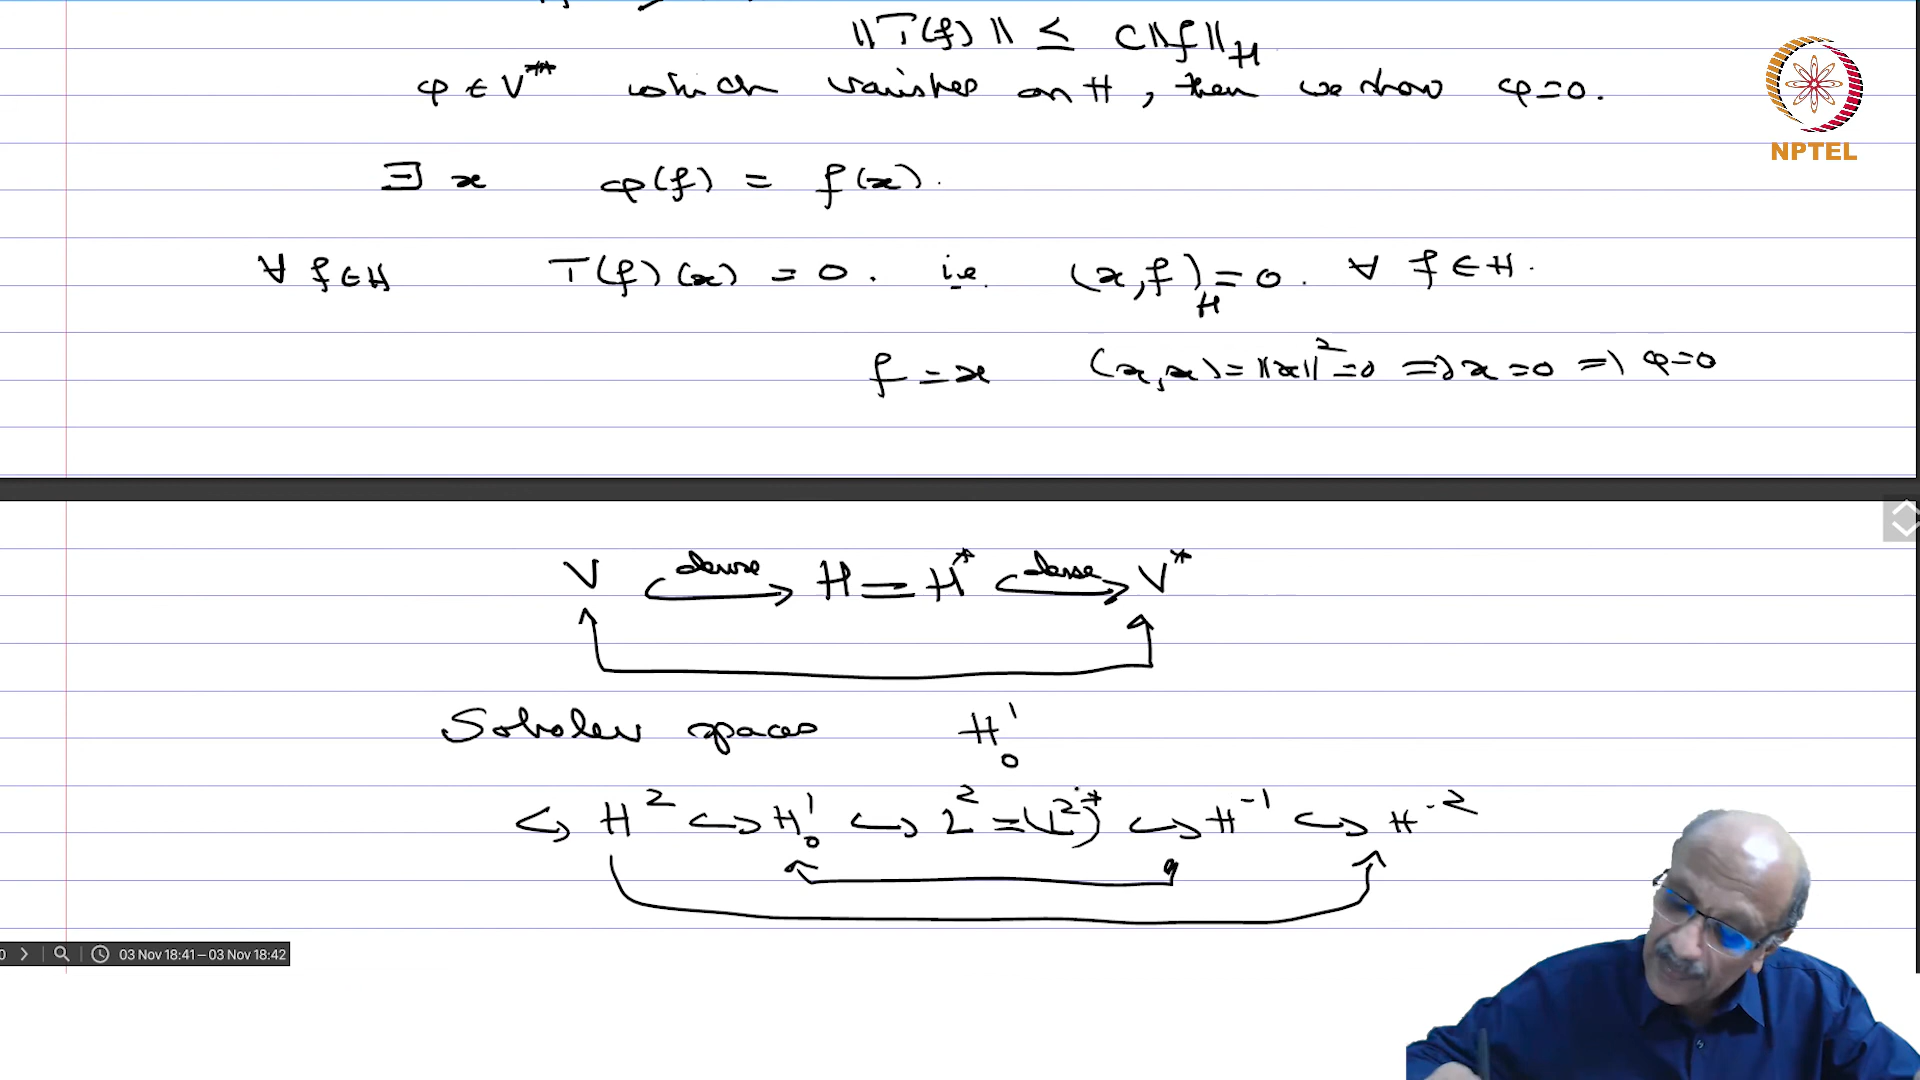 ‖T(f)‖ ≤ C‖f‖_H
NPTEL
φ ∈ V** which vanishes on H, then we show φ=0.
∃ x φ(f) = f(x).
∀ f∈H T(f)(x) = 0. i.e. (x,f)_H = 0. ∀ f∈H.
f = x (x,x) = ‖x‖² = 0 ⇒ x = 0 ⇒ φ=0
V ↪ dense H = H* ↪ dense V*
Sobolev spaces H¹₀
↪ H² ↪ H¹₀ ↪ L² = (L²)* ↪ H⁻¹ ↪ H⁻²
0 > 03 Nov 18:41 – 03 Nov 18:42